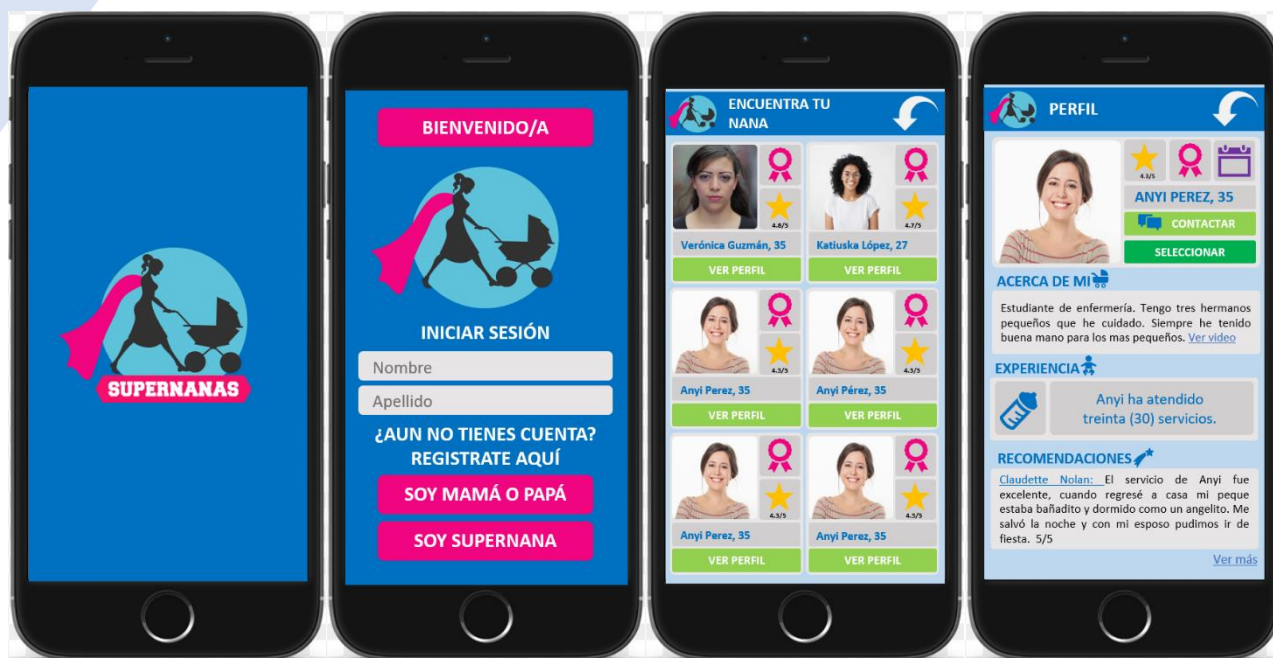 SUPERNANAS
BIENVENIDO/A
INICIAR SESIÓN
Nombre
Apellido
¿AUN NO TIENES CUENTA?
REGISTRATE AQUÍ
SOY MAMÁ O PAPÁ
SOY SUPERNANA
ENCUENTRA TU
NANA
4.8/5
4.7/5
Verónica Guzmán, 35
Katiuska López, 27
VER PERFIL
VER PERFIL
4.3/5
4.3/5
Anyi Perez, 35
Anyi Pérez, 35
VER PERFIL
VER PERFIL
4.3/5
4.3/5
Anyi Perez, 35
Anyi Perez, 35
VER PERFIL
VER PERFIL
PERFIL
4.3/5
ANYI PEREZ, 35
CONTACTAR
SELECCIONAR
ACERCA DE MI
Estudiante de enfermería. Tengo tres hermanos
pequeños que he cuidado. Siempre he tenido
buena mano para los mas pequeños. Ver video
EXPERIENCIA
Anyi ha atendido
treinta (30) servicios.
RECOMENDACIONES
Claudette Nolan: El servicio de Anyi fue
excelente, cuando regresé a casa mi peque
estaba bañadito y dormido como un angelito. Me
salvó la noche y con mi esposo pudimos ir de
fiesta. 5/5
Ver más